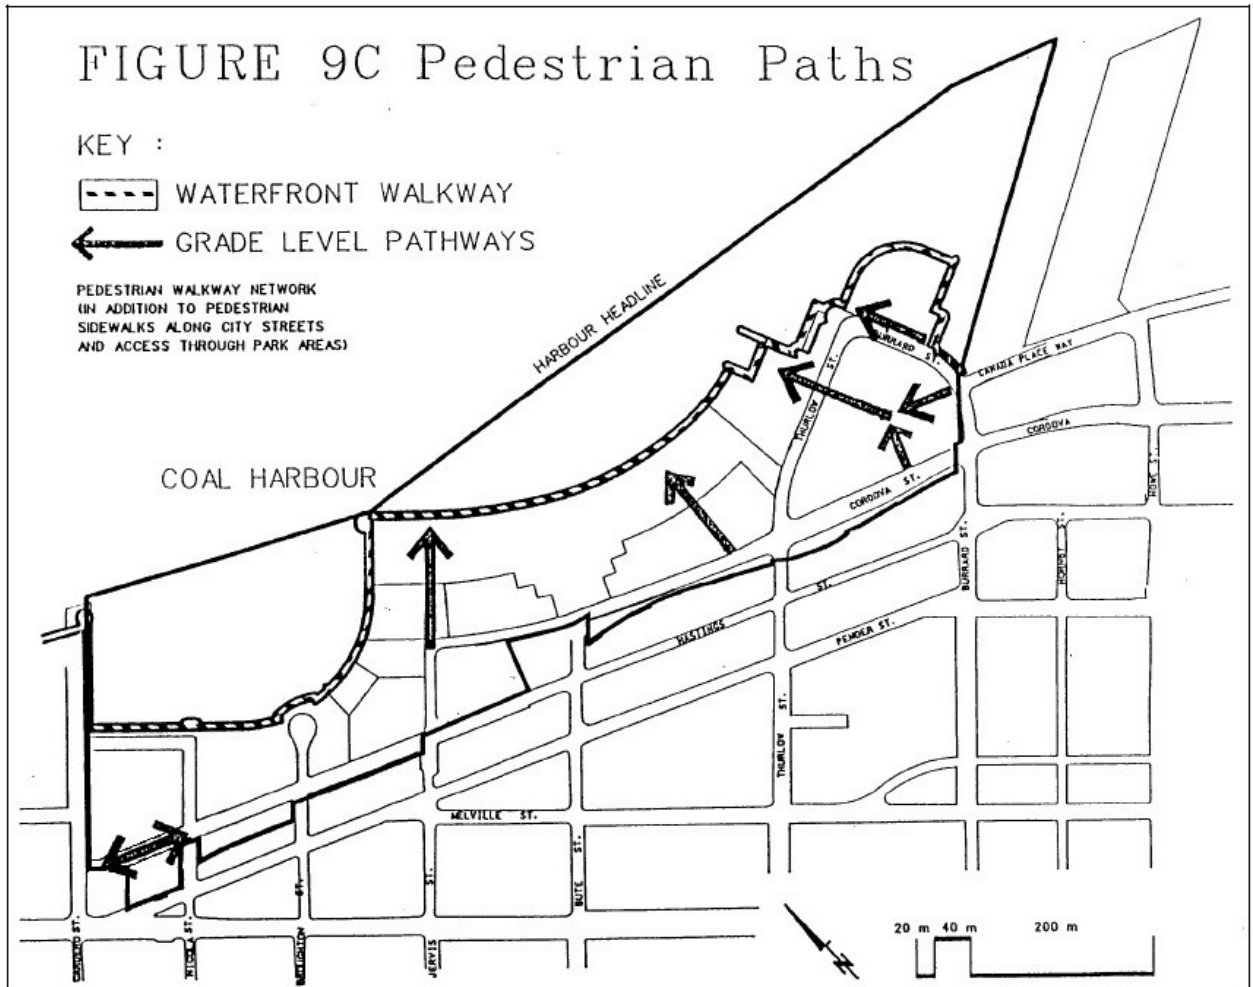 FIGURE 9C Pedestrian Paths
KEY :
WATERFRONT WALKWAY
GRADE LEVEL PATHWAYS
PEDESTRIAN WALKWAY NETWORK
(IN ADDITION TO PEDESTRIAN
SIDEWALKS ALONG CITY STREETS
AND ACCESS THROUGH PARK AREAS)
HARBOUR HEADLINE
COAL HARBOUR
BURRARD ST.
CANADA PLACE WAY
THURLOW ST.
CORDOVA
CORDOVA ST.
HOWE ST.
HORNBY ST.
BURRARD ST.
HASTINGS ST.
PENDER ST.
THURLOW ST.
MELVILLE ST.
BUTE ST.
JERVIS ST.
BROUGHTON ST.
NICOLA ST.
CARDERO ST.
N
20 m 40 m 200 m